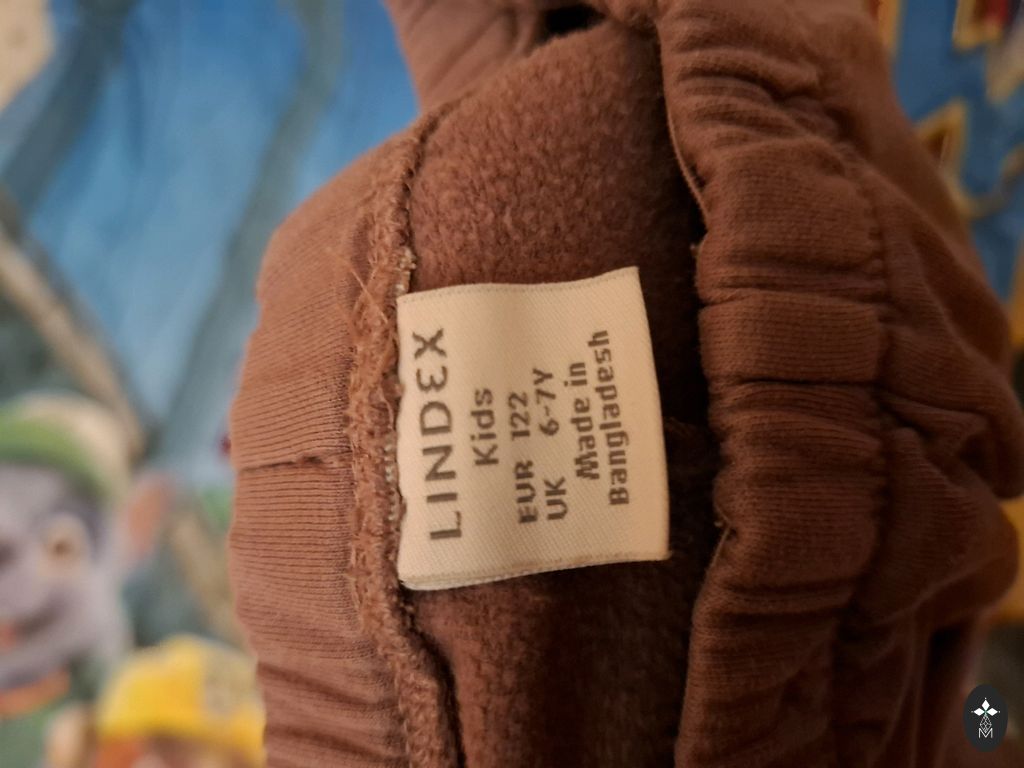 LINDEX
Kids
EUR 122
UK 6-7Y
Made in
Bangladesh